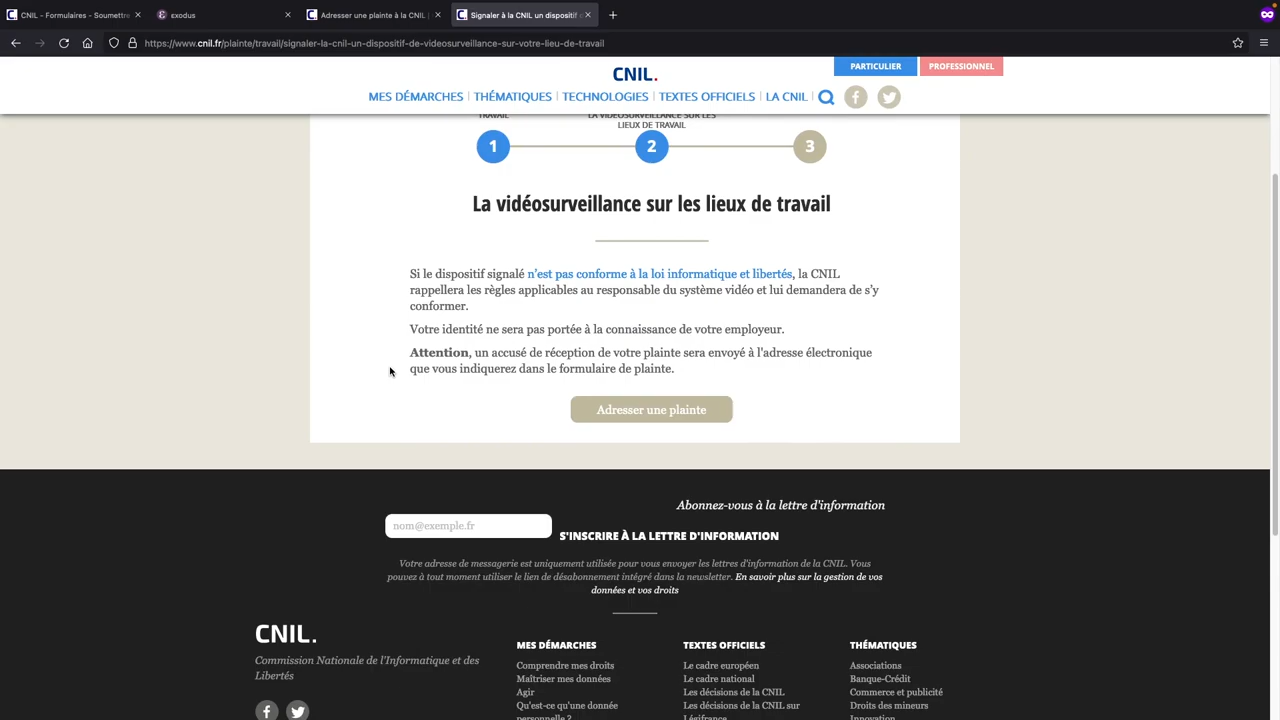 CNIL - Formulaires - Soumettre
exodus
Adresser une plainte à la CNIL |
Signaler à la CNIL un dispositif
https://www.cnil.fr/plainte/travail/signaler-la-cnil-un-dispositif-de-videosurveillance-sur-votre-lieu-de-travail
PARTICULIER PROFESSIONNEL
CNIL.
MES DÉMARCHES | THÉMATIQUES | TECHNOLOGIES | TEXTES OFFICIELS | LA CNIL |
TRAVAIL
LA VIDÉOSURVEILLANCE SUR LES
LIEUX DE TRAVAIL
1 2 3
La vidéosurveillance sur les lieux de travail
Si le dispositif signalé n'est pas conforme à la loi informatique et libertés, la CNIL
rappellera les règles applicables au responsable du système vidéo et lui demandera de s'y
conformer.
Votre identité ne sera pas portée à la connaissance de votre employeur.
Attention, un accusé de réception de votre plainte sera envoyé à l'adresse électronique
que vous indiquerez dans le formulaire de plainte.
Adresser une plainte
Abonnez-vous à la lettre d'information
nom@exemple.fr
S'INSCRIRE À LA LETTRE D'INFORMATION
Votre adresse de messagerie est uniquement utilisée pour vous envoyer les lettres d'information de la CNIL. Vous
pouvez à tout moment utiliser le lien de désabonnement intégré dans la newsletter. En savoir plus sur la gestion de vos
données et vos droits
CNIL.
Commission Nationale de l'Informatique et des
Libertés
MES DÉMARCHES
Comprendre mes droits
Maîtriser mes données
Agir
Qu'est-ce qu'une donnée
personnelle ?
TEXTES OFFICIELS
Le cadre européen
Le cadre national
Les décisions de la CNIL
Les décisions de la CNIL sur
Légifrance
THÉMATIQUES
Associations
Banque-Crédit
Commerce et publicité
Droits des mineurs
Innovation